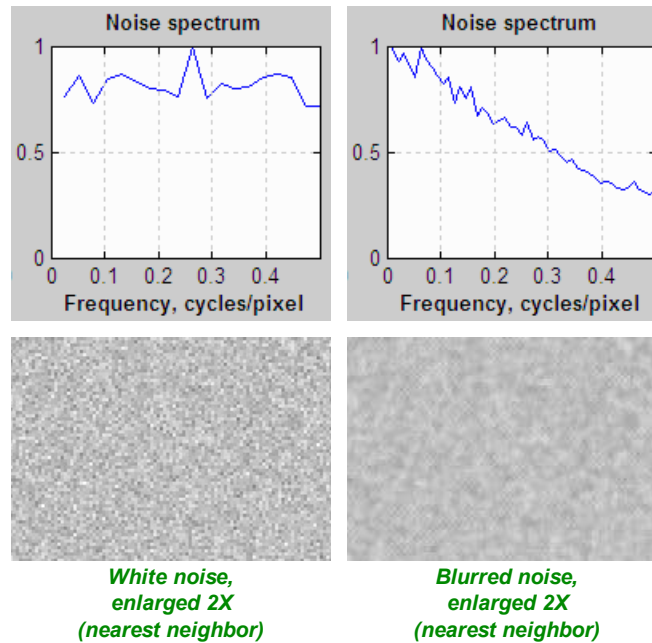 Noise spectrum
1
0.5
0
0 0.1 0.2 0.3 0.4
Frequency, cycles/pixel
Noise spectrum
1
0.5
0
0 0.1 0.2 0.3 0.4
Frequency, cycles/pixel
White noise,
enlarged 2X
(nearest neighbor)
Blurred noise,
enlarged 2X
(nearest neighbor)